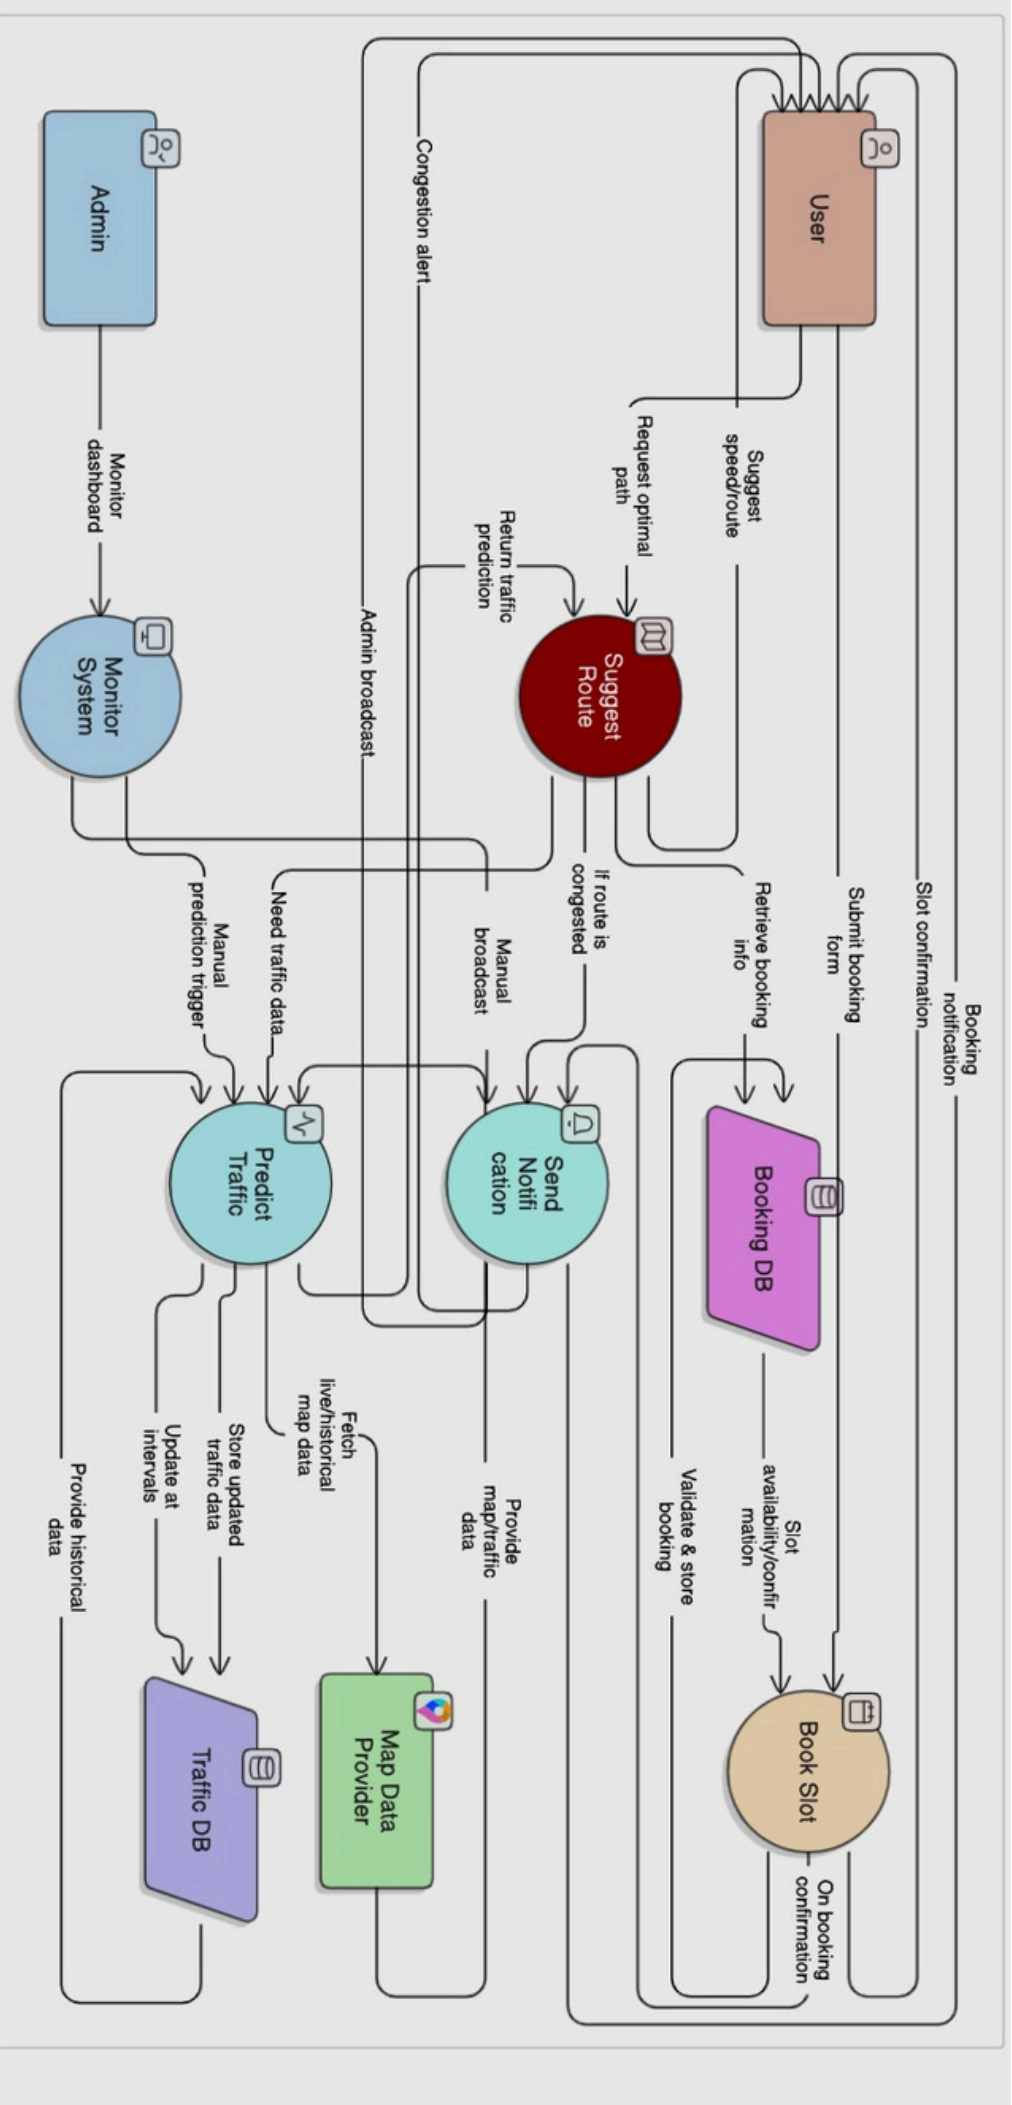 Booking
notification
Slot confirmation
User
Submit booking
form
Suggest
speed/route
Request optimal
path
Retrieve booking
info
Booking DB
Slot
availability/confir
mation
Book Slot
On booking
confirmation
Validate & store
booking
Suggest
Route
If route is
congested
Return traffic
prediction
Send
Notifi
cation
Manual
broadcast
Provide
map/traffic
data
Congestion alert
Admin broadcast
Map Data
Provider
Fetch
live/historical
map data
Need traffic data
Predict
Traffic
Manual
prediction trigger
Store updated
traffic data
Update at
intervals
Traffic DB
Admin
Monitor
dashboard
Monitor
System
Provide historical
data